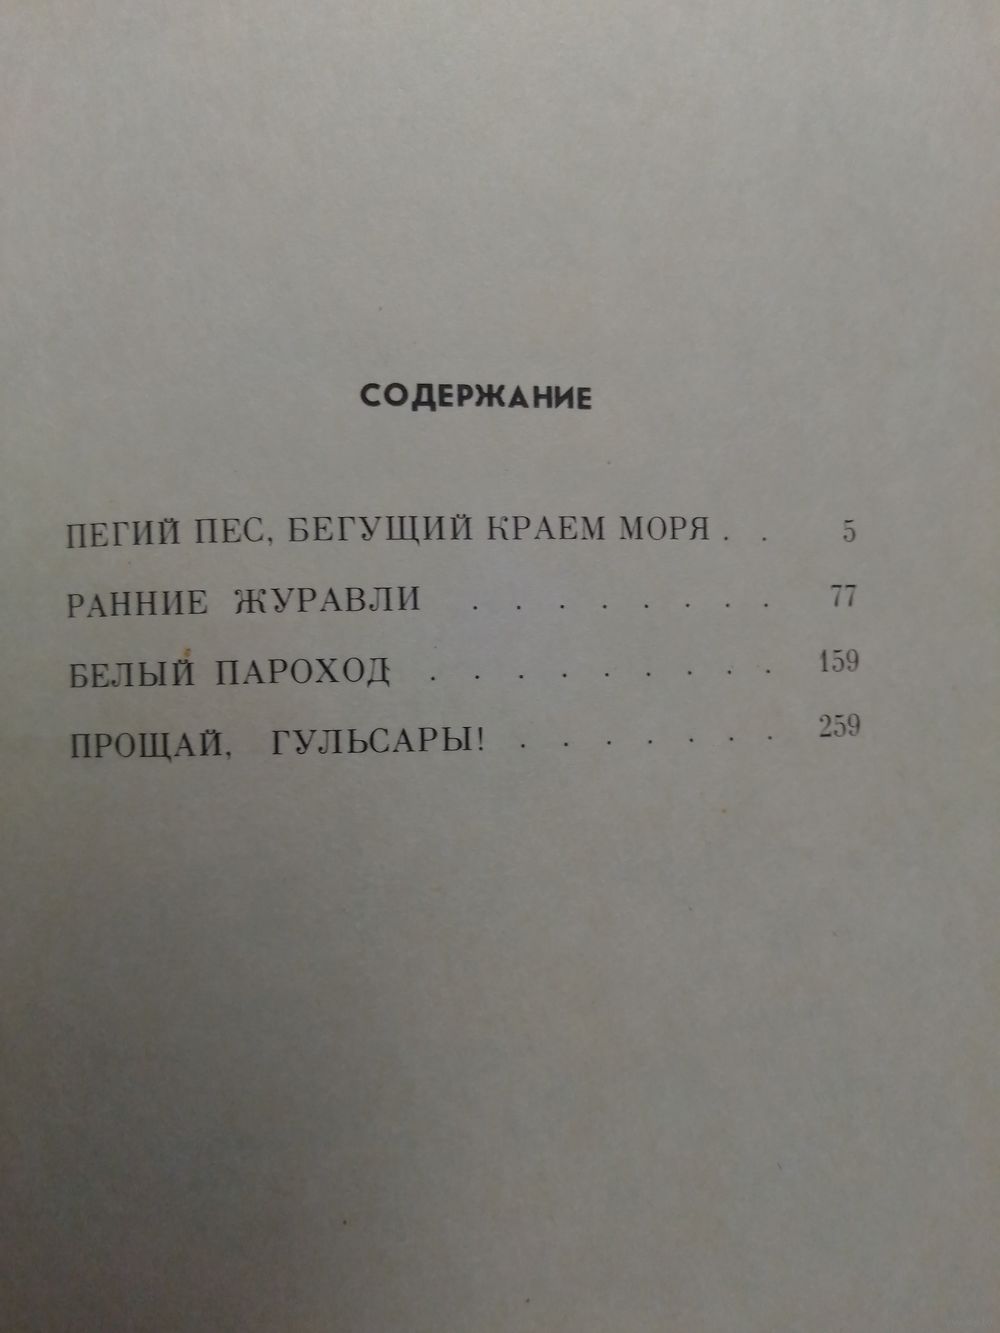 СОДЕРЖАНИЕ
ПЕГИЙ ПЕС, БЕГУЩИЙ КРАЕМ МОРЯ . . 5
РАННИЕ ЖУРАВЛИ . . . . . . . . 77
БЕЛЫЙ ПАРОХОД . . . . . . . . . 159
ПРОЩАЙ, ГУЛЬСАРЫ! . . . . . . . 259